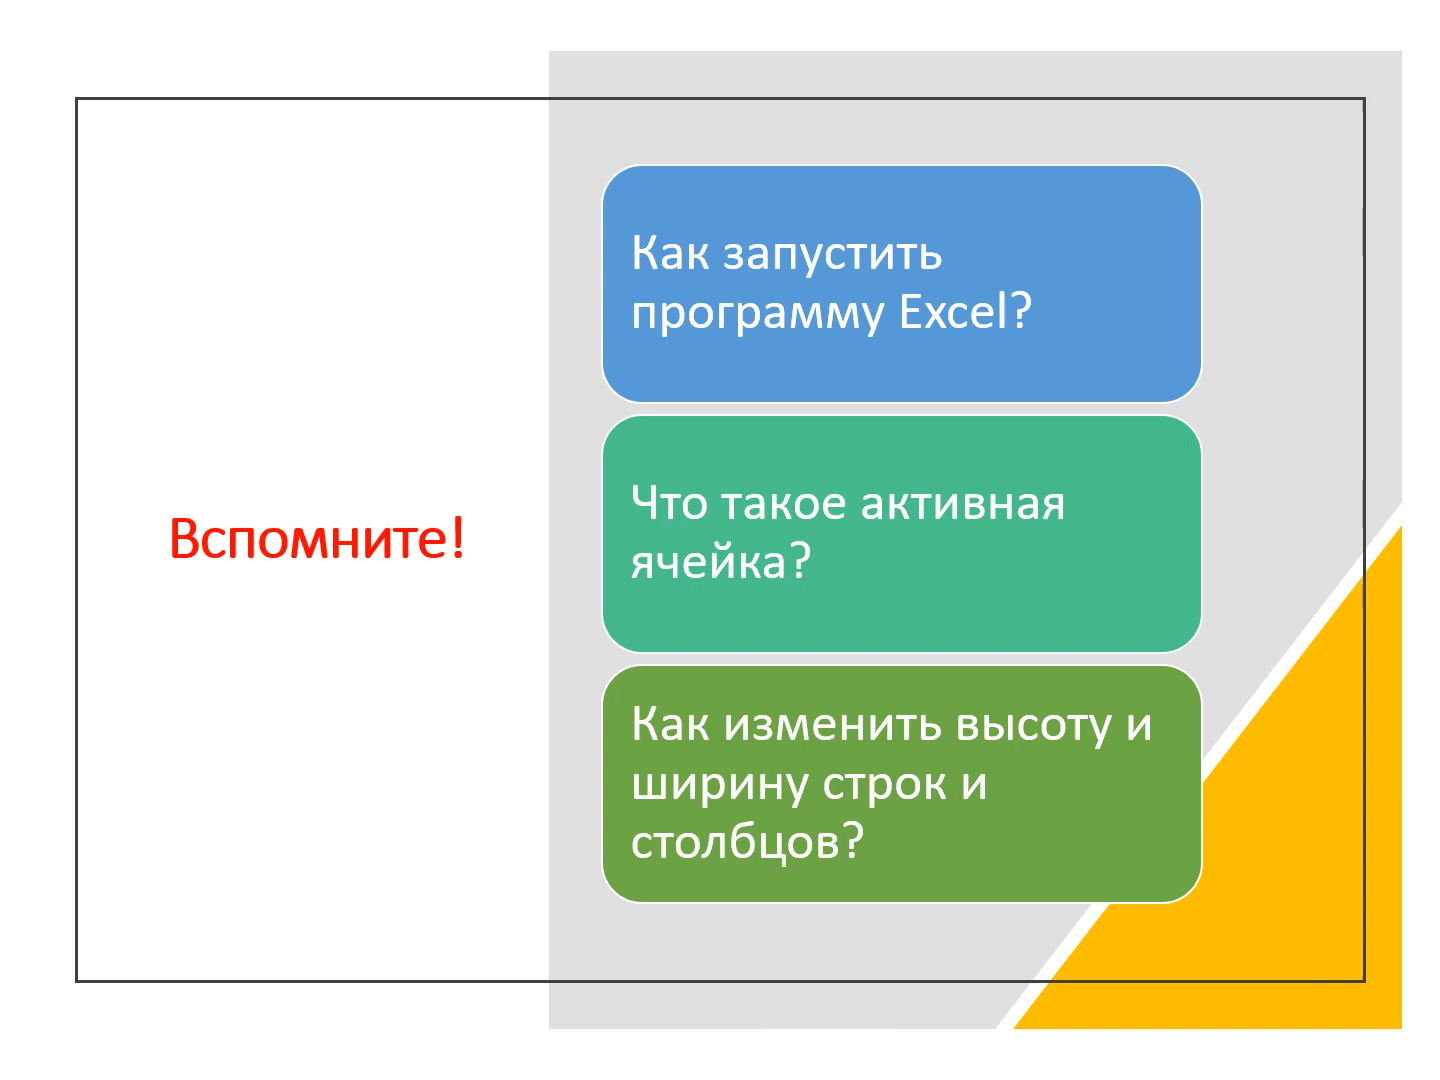 Вспомните!
Как запустить
программу Excel?
Что такое активная
ячейка?
Как изменить высоту и
ширину строк и
столбцов?